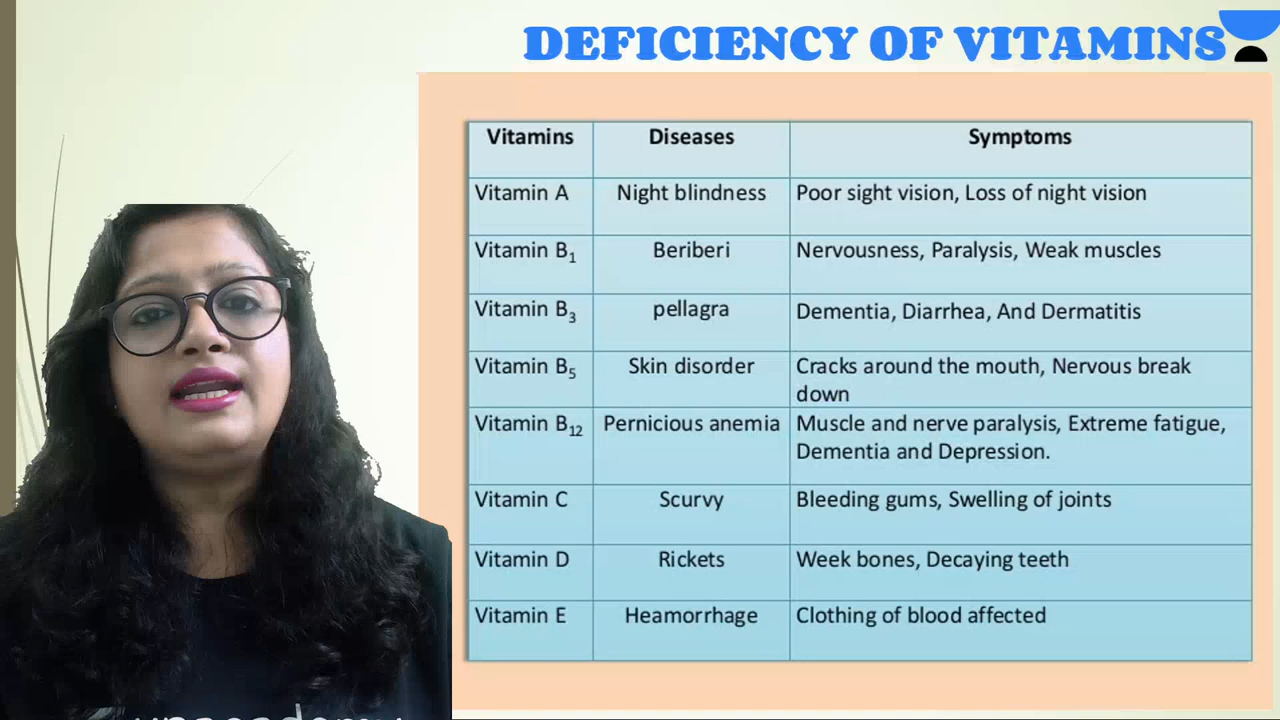 DEFICIENCY OF VITAMINS
Vitamins Diseases Symptoms
Vitamin A Night blindness Poor sight vision, Loss of night vision
Vitamin B₁ Beriberi Nervousness, Paralysis, Weak muscles
Vitamin B₃ pellagra Dementia, Diarrhea, And Dermatitis
Vitamin B₅ Skin disorder Cracks around the mouth, Nervous break
down
Vitamin B₁₂ Pernicious anemia Muscle and nerve paralysis, Extreme fatigue,
Dementia and Depression.
Vitamin C Scurvy Bleeding gums, Swelling of joints
Vitamin D Rickets Week bones, Decaying teeth
Vitamin E Heamorrhage Clothing of blood affected